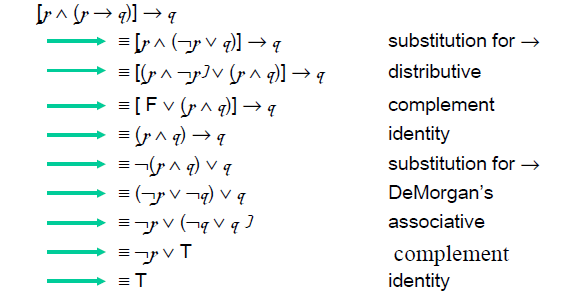 [p ∧ (p → q)] → q
≡ [p ∧ (¬p ∨ q)] → q substitution for →
≡ [(p ∧ ¬p) ∨ (p ∧ q)] → q distributive
≡ [ F ∨ (p ∧ q)] → q complement
≡ (p ∧ q) → q identity
≡ ¬(p ∧ q) ∨ q substitution for →
≡ (¬p ∨ ¬q) ∨ q DeMorgan's
≡ ¬p ∨ (¬q ∨ q ) associative
≡ ¬p ∨ T complement
≡ T identity